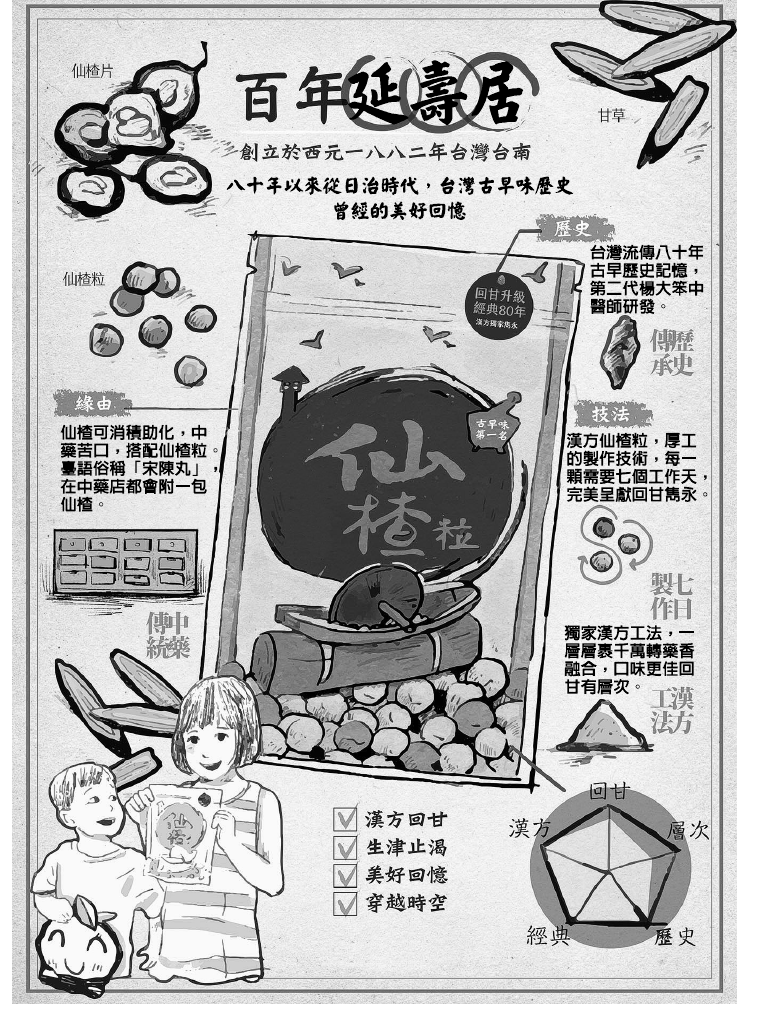 百年延壽居
創立於西元一八八二年台灣台南
八十年以來從日治時代，台灣古早味歷史
曾經的美好回憶
仙楂片
甘草
仙楂粒
歷史
台灣流傳八十年
古早歷史記憶，
第二代楊大笨中
醫師研發。
歷史
傳承
回甘升級
經典80年
漢方獨家雋永
古早味
第一名
仙楂粒
緣由
仙楂可消積助化，中
藥苦口，搭配仙楂粒。
臺語俗稱「宋陳丸」，
在中藥店都會附一包
仙楂。
中藥
傳統
技法
漢方仙楂粒，厚工
的製作技術，每一
顆需要七個工作天，
完美呈獻回甘雋永。
七日
製作
獨家漢方工法，一
層層裹千萬轉藥香
融合，口味更佳回
甘有層次。
漢方
工法
仙楂
漢方回甘
生津止渴
美好回憶
穿越時空
回甘
漢方
層次
經典
歷史